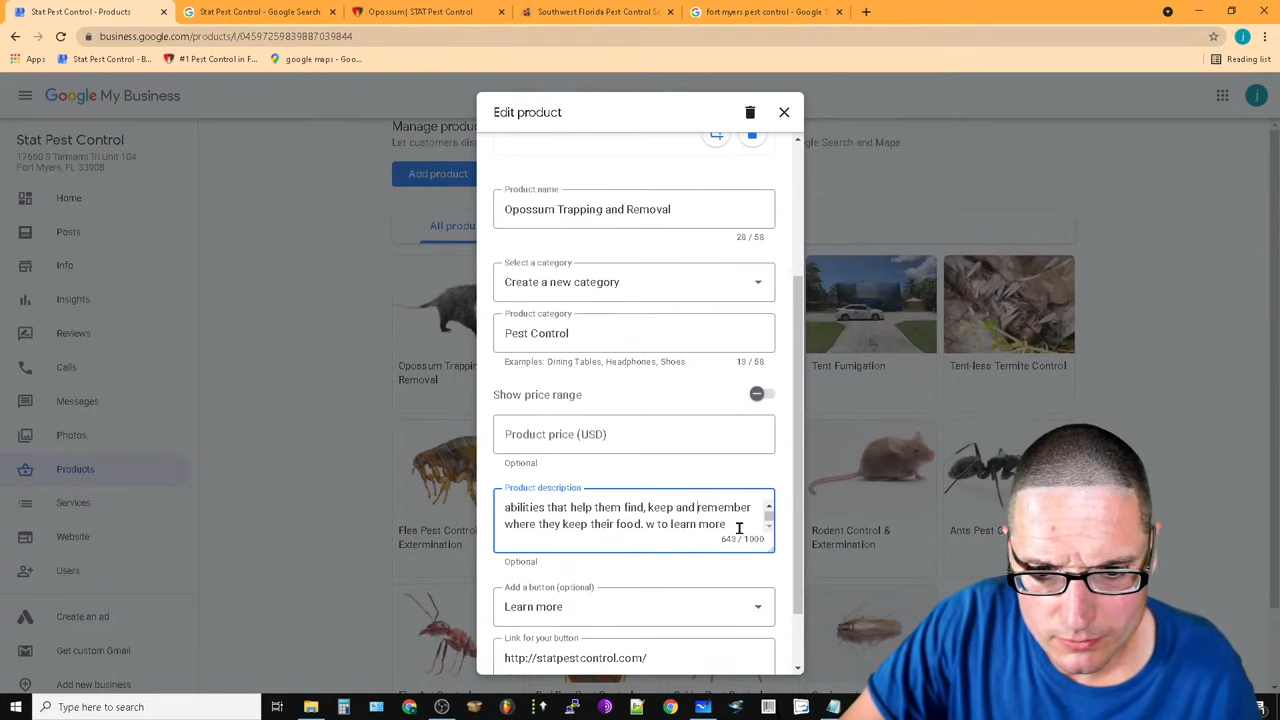 Stat Pest Control - Products
Stat Pest Control - Google Search
Opossum| STAT Pest Control
Southwest Florida Pest Control S
fort myers pest control - Google S
business.google.com/products/l/04597259839887039844
Apps
Stat Pest Control - B...
#1 Pest Control in F...
google maps - Goo...
Reading list
Google My Business
j
Stat Pest Control
17660 S Tamiami Trl Unit 104
Fort Myers, FL 33908
Home
Posts
Info
Insights
Reviews
Calls
Messages
Photos
Products
Services
Website
Users
Create an ad
Get custom Gmail
Add new business
Manage produ
Let customers dis
Google Search and Maps
Add product
All produ
Opossum Trappin
Removal
Tent Fumigation
Tent-less Termite Control
Flea Pest Control
Extermination
Rodent Control &
Extermination
Ants Pest Co
Extermination
Edit product
Product name
Opossum Trapping and Removal
28 / 58
Select a category
Create a new category
Product category
Pest Control
Examples: Dining Tables, Headphones, Shoes
13 / 58
Show price range
Product price (USD)
Optional
Product description
abilities that help them find, keep and remember
where they keep their food. w to learn more
643 / 1000
Optional
Add a button (optional)
Learn more
Link for your button
http://statpestcontrol.com/
Type here to search